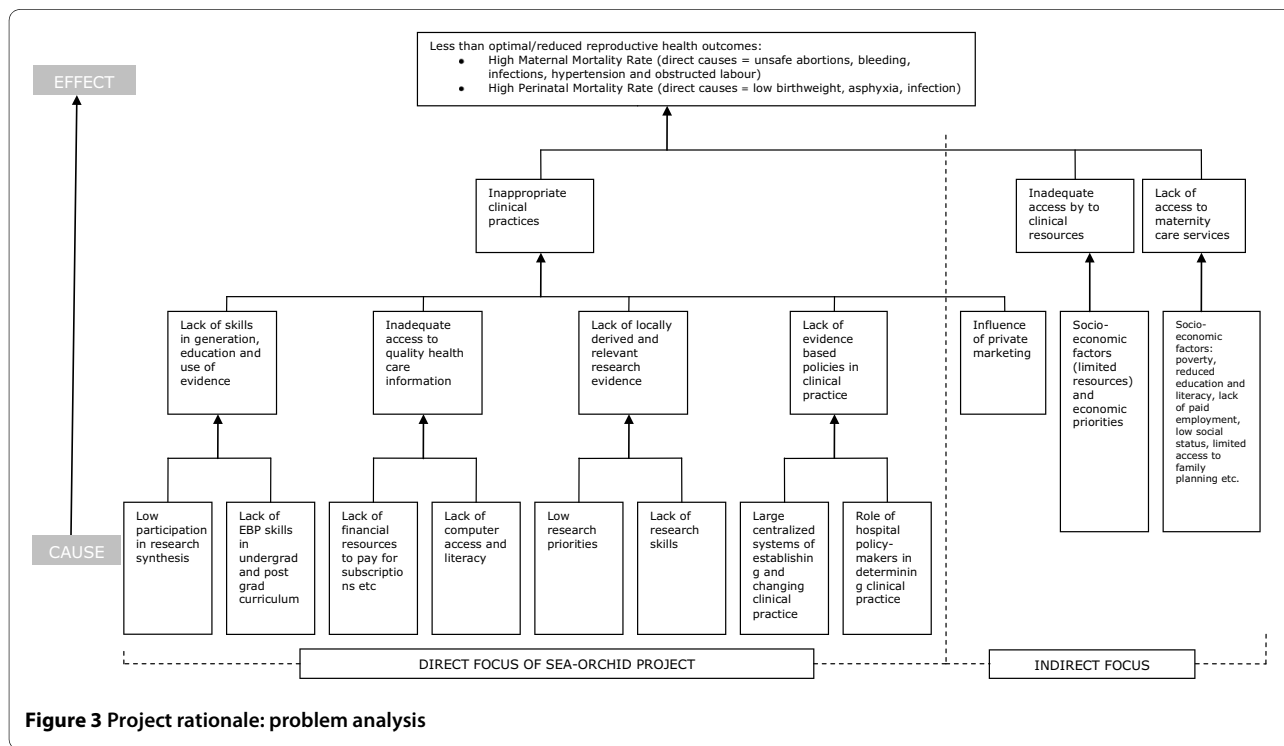 Less than optimal/reduced reproductive health outcomes:
• High Maternal Mortality Rate (direct causes = unsafe abortions, bleeding,
infections, hypertension and obstructed labour)
• High Perinatal Mortality Rate (direct causes = low birthweight, asphyxia, infection)
EFFECT
Inappropriate
clinical
practices
Inadequate
access by to
clinical
resources
Lack of
access to
maternity
care services
Lack of skills
in generation,
education and
use of
evidence
Inadequate
access to
quality health
care
information
Lack of locally
derived and
relevant
research
evidence
Lack of
evidence
based
policies in
clinical
practice
Influence
of private
marketing
Socio-
economic
factors
(limited
resources)
and
economic
priorities
Socio-
economic
factors:
poverty,
reduced
education and
literacy, lack
of paid
employment,
low social
status, limited
access to
family
planning etc.
CAUSE
Low
participation
in research
synthesis
Lack of
EBP skills
in
undergrad
and post
grad
curriculum
Lack of
financial
resources
to pay for
subscriptio
ns etc
Lack of
computer
access and
literacy
Low
research
priorities
Lack of
research
skills
Large
centralized
systems of
establishin
g and
changing
clinical
practice
Role of
hospital
policy-
makers in
determinin
g clinical
practice
DIRECT FOCUS OF SEA-ORCHID PROJECT
INDIRECT FOCUS
Figure 3 Project rationale: problem analysis